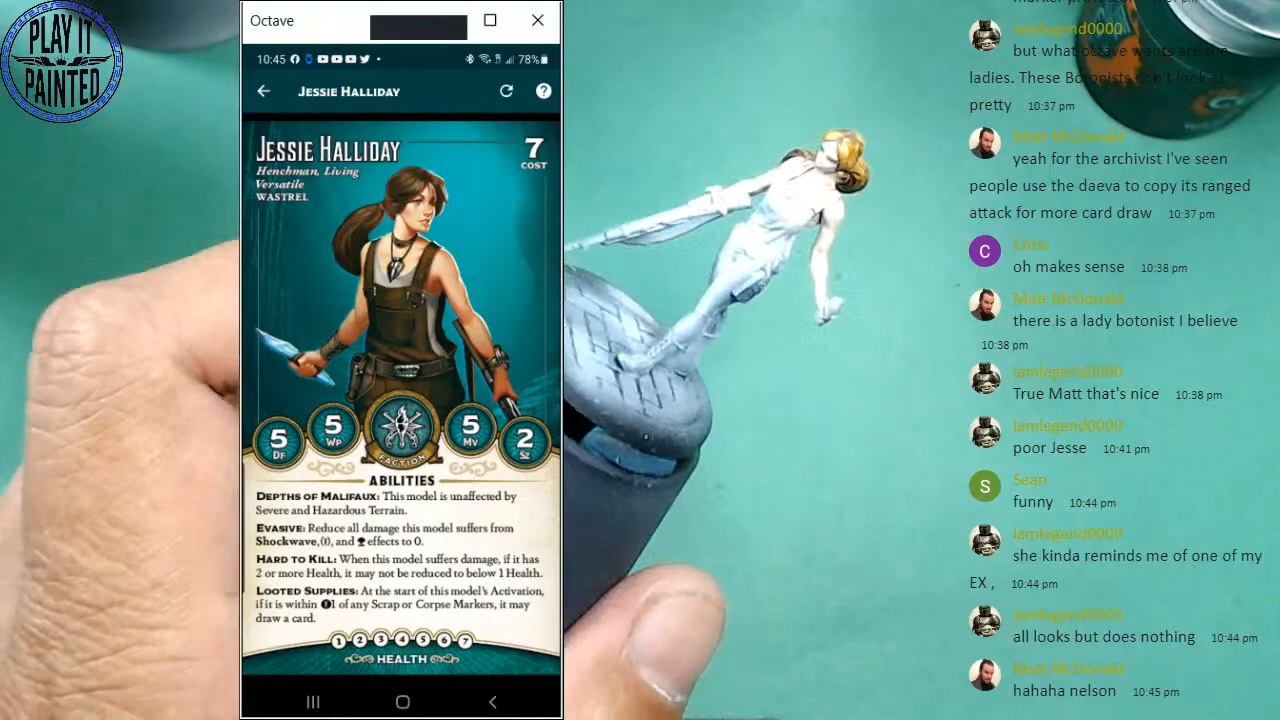 PLAY IT
PAINTED
Octave
10:45
78%
JESSIE HALLIDAY
JESSIE HALLIDAY
Henchman, Living
Versatile
WASTREL
7
COST
5
DF
5
WP
FACTION
5
MV
2
SZ
ABILITIES
DEPTHS OF MALIFAUX: This model is unaffected by
Severe and Hazardous Terrain.
EVASIVE: Reduce all damage this model suffers from
Shockwave, and effects to 0.
HARD TO KILL: When this model suffers damage, if it has
2 or more Health, it may not be reduced to below 1 Health.
LOOTED SUPPLIES: At the start of this model's Activation,
if it is within 1 of any Scrap or Corpse Markers, it may
draw a card.
1 2 3 4 5 6 7
HEALTH
iamlegend0000
but what octave wants are the
ladies. These Botonists don't look as
pretty 10:37 pm
Matt McDonald
yeah for the archivist I've seen
people use the daeva to copy its ranged
attack for more card draw 10:37 pm
C
Chris
oh makes sense 10:38 pm
Matt McDonald
there is a lady botonist I believe
10:38 pm
iamlegend0000
True Matt that's nice 10:38 pm
iamlegend0000
poor Jesse 10:41 pm
S
Sean
funny 10:44 pm
iamlegend0000
she kinda reminds me of one of my
EX , 10:44 pm
iamlegend0000
all looks but does nothing 10:44 pm
Matt McDonald
hahaha nelson 10:45 pm